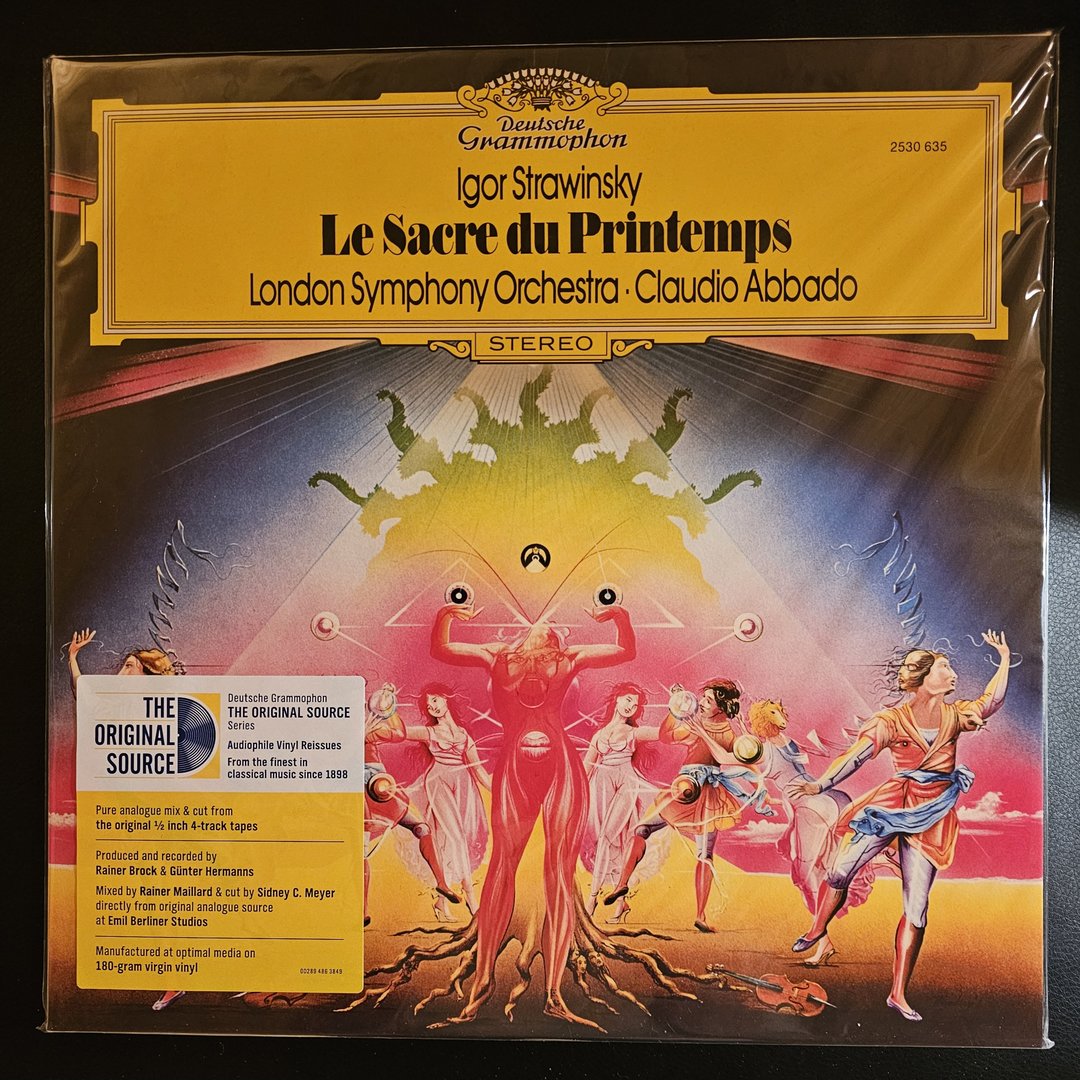 Deutsche
Grammophon
2530 635
Igor Strawinsky
Le Sacre du Printemps
London Symphony Orchestra · Claudio Abbado
STEREO
THE
ORIGINAL
SOURCE
Deutsche Grammophon
THE ORIGINAL SOURCE
Series
Audiophile Vinyl Reissues
From the finest in
classical music since 1898
Pure analogue mix & cut from
the original ½ inch 4-track tapes
Produced and recorded by
Rainer Brock & Günter Hermanns
Mixed by Rainer Maillard & cut by Sidney C. Meyer
directly from original analogue source
at Emil Berliner Studios
Manufactured at optimal media on
180-gram virgin vinyl
00289 486 3849